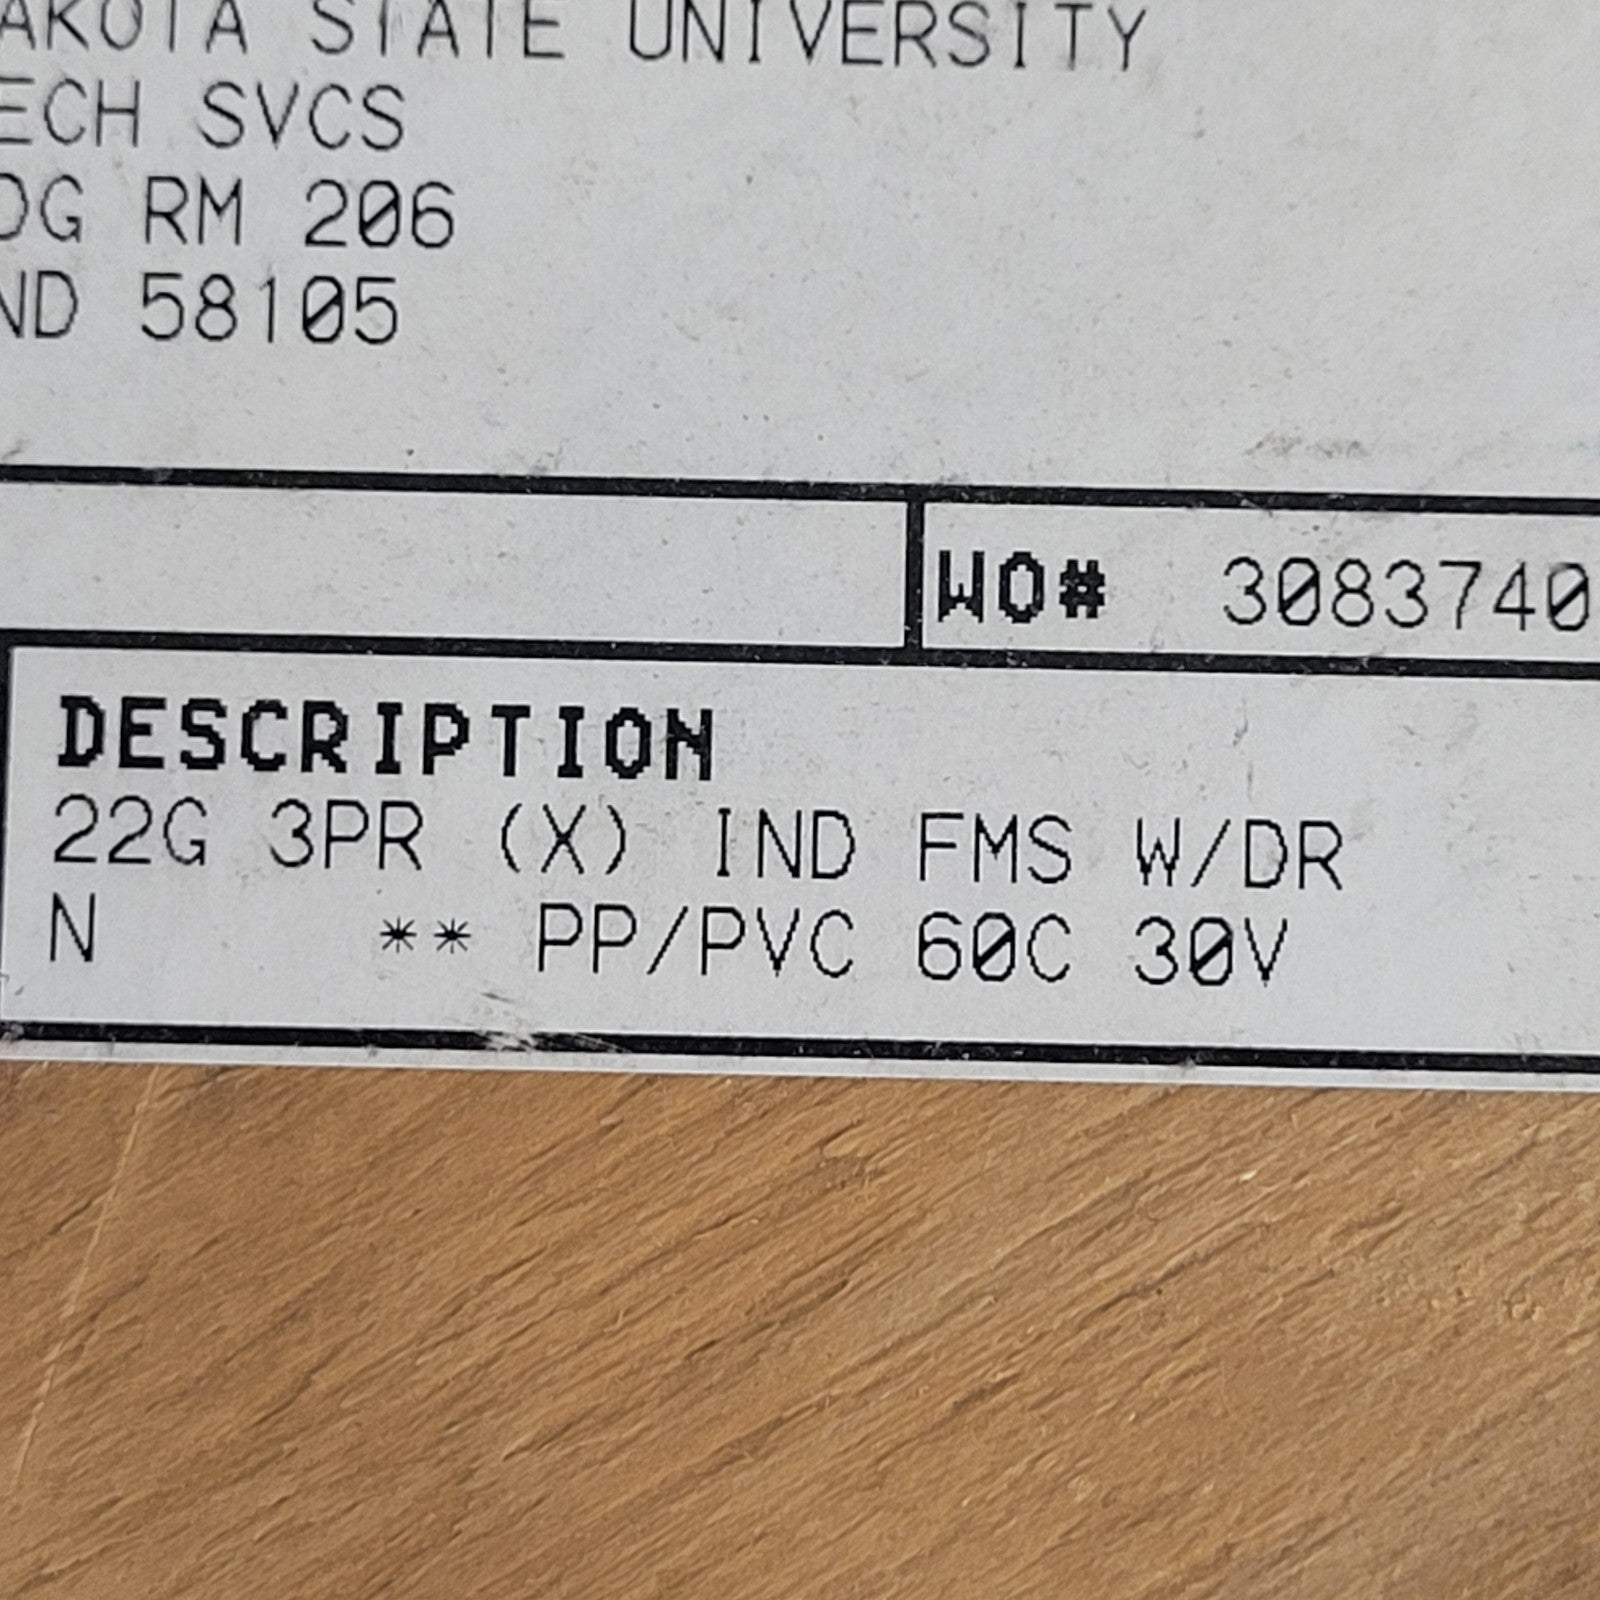 AKOTA STATE UNIVERSITY
ECH SVCS
DG RM 206
ND 58105
WO# 3083740
DESCRIPTION
22G 3PR (X) IND FMS W/DR
N ** PP/PVC 60C 30V